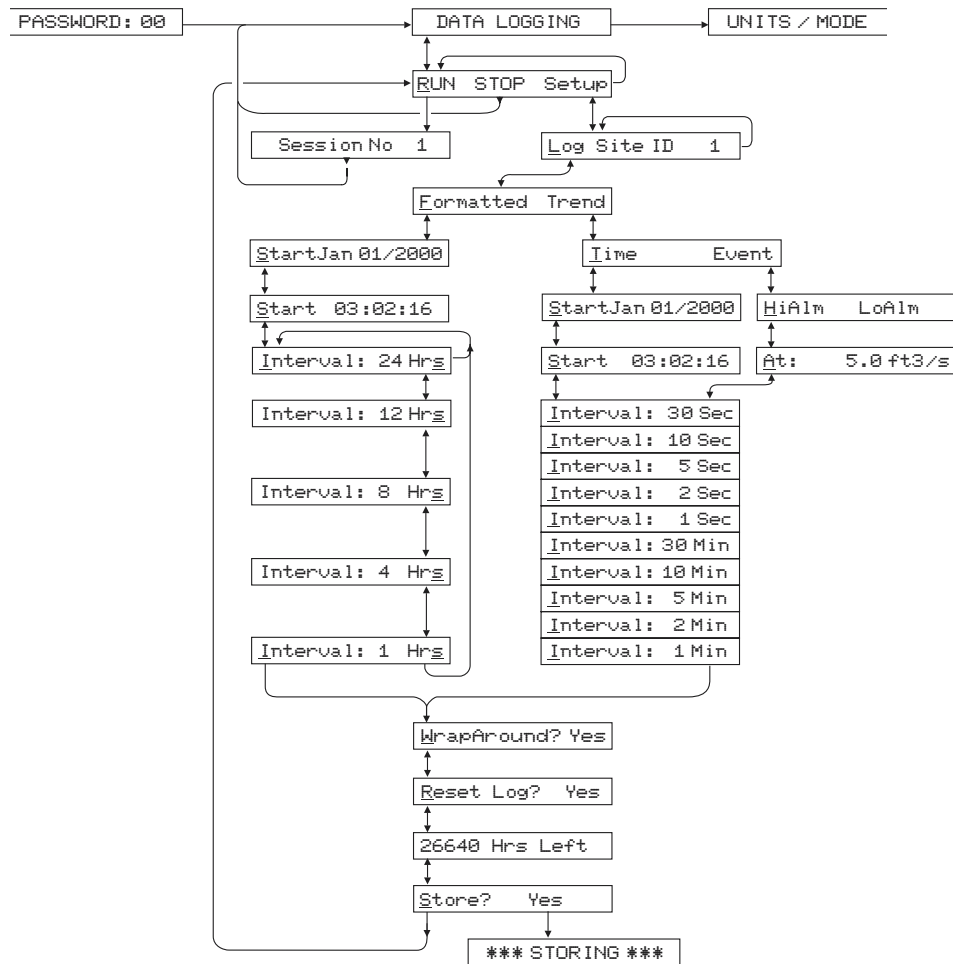 PASSWORD: 00
DATA LOGGING
UNITS / MODE
RUN STOP Setup
Session No 1
Log Site ID 1
Formatted Trend
StartJan 01/2000
Start 03:02:16
Interval: 24 Hrs
Interval: 12 Hrs
Interval: 8 Hrs
Interval: 4 Hrs
Interval: 1 Hrs
Time Event
StartJan 01/2000
HiAlm LoAlm
Start 03:02:16
At: 5.0 ft3/s
Interval: 30 Sec
Interval: 10 Sec
Interval: 5 Sec
Interval: 2 Sec
Interval: 1 Sec
Interval: 30 Min
Interval: 10 Min
Interval: 5 Min
Interval: 2 Min
Interval: 1 Min
WrapAround? Yes
Reset Log? Yes
26640 Hrs Left
Store? Yes
*** STORING ***